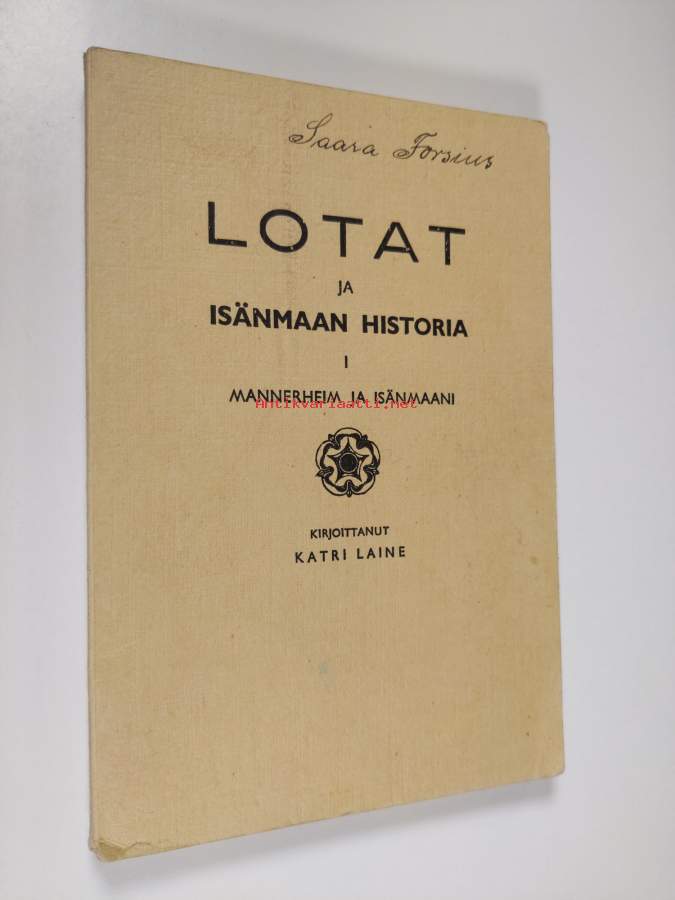 Saara Forsius
LOTAT
JA
ISÄNMAAN HISTORIA
I
MANNERHEIM JA ISÄNMAANI
Antikvariaatti.net
KIRJOITTANUT
KATRI LAINE